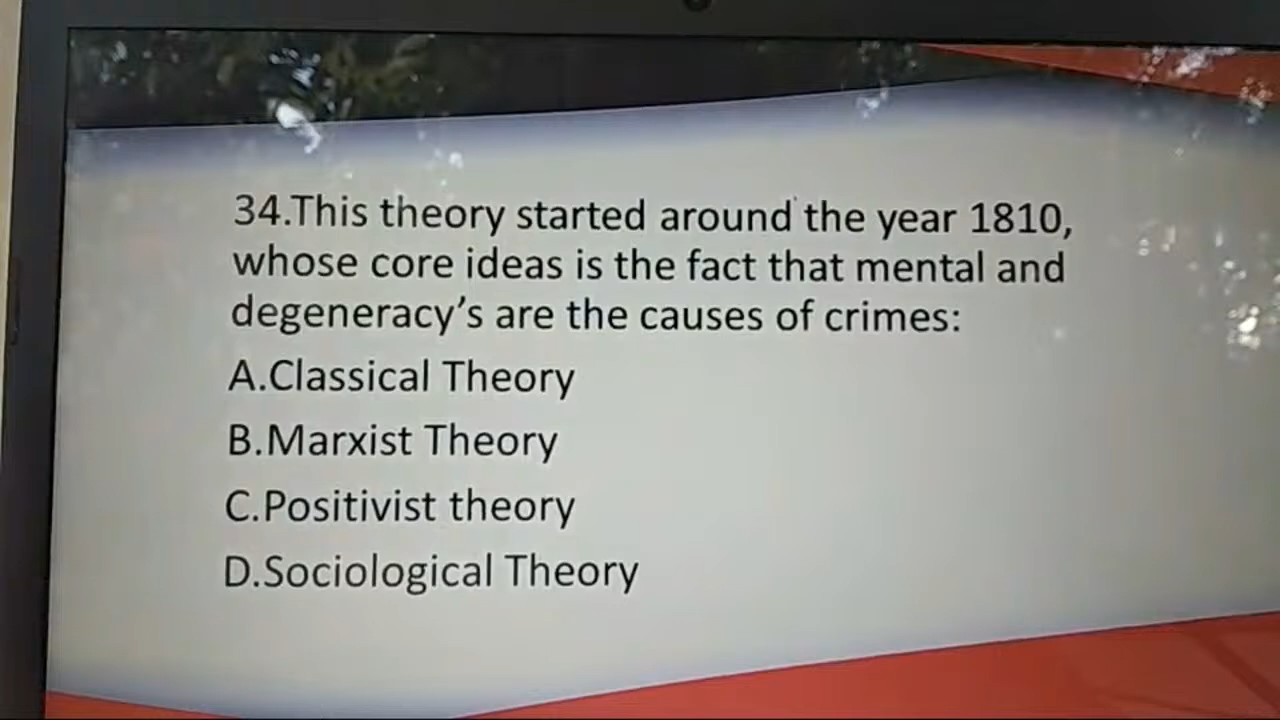 34.This theory started around the year 1810,
whose core ideas is the fact that mental and
degeneracy's are the causes of crimes:
A.Classical Theory
B.Marxist Theory
C.Positivist theory
D.Sociological Theory